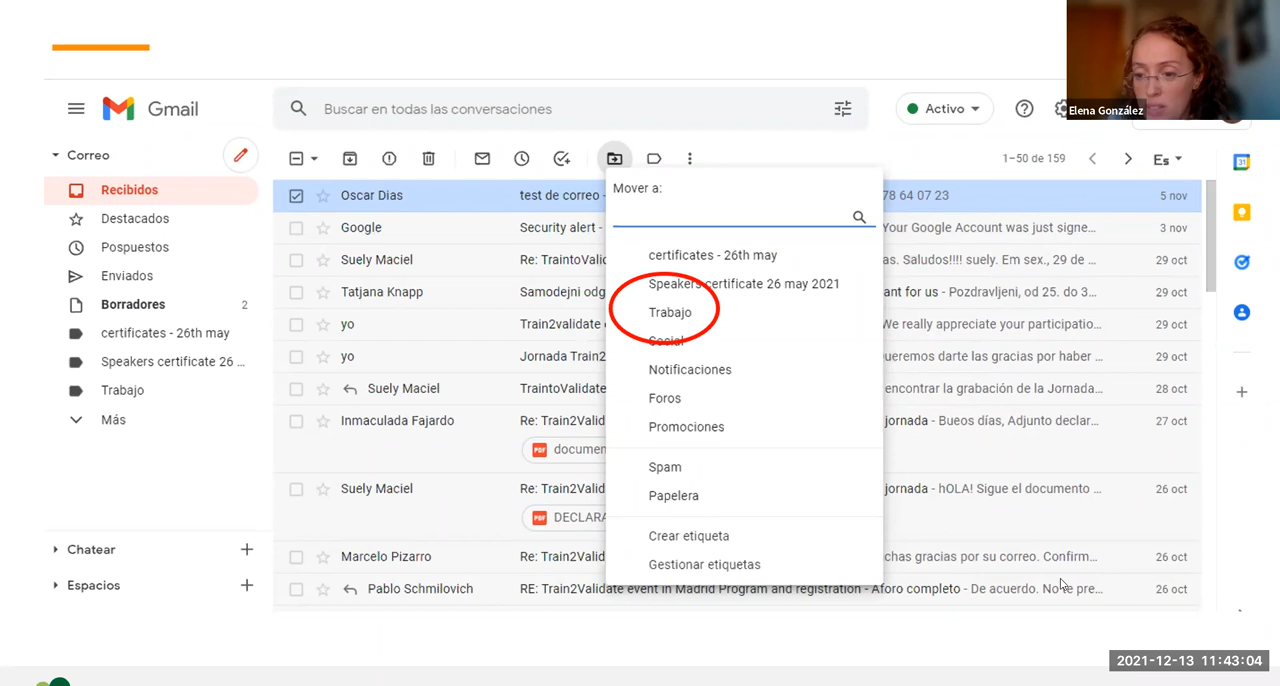 Elena González
Gmail
Buscar en todas las conversaciones
Activo
Correo
1–50 de 159
Es
31
Recibidos
Destacados
Pospuestos
Enviados
Borradores 2
certificates - 26th may
Speakers certificate 26 ...
Trabajo
Más
Chatear
Espacios
Oscar Dias test de correo - 78 64 07 23 5 nov
Google Security alert - Your Google Account was just signe... 3 nov
Suely Maciel Re: TraintoValid as. Saludos!!!! suely. Em sex., 29 de ... 29 oct
Tatjana Knapp Samodejni odg ant for us - Pozdravljeni, od 25. do 3... 29 oct
yo Train2validate We really appreciate your participatio... 29 oct
yo Jornada Train2 queremos darte las gracias por haber ... 29 oct
Suely Maciel TraintoValidate encontrar la grabación de la Jornada... 28 oct
Inmaculada Fajardo Re: Train2Valid jornada - Bueos días, Adjunto declar... 27 oct
PDF documen
Suely Maciel Re: Train2Valid jornada - hOLA! Sigue el documento ... 26 oct
PDF DECLARA
Marcelo Pizarro Re: Train2Valid chas gracias por su correo. Confirm... 26 oct
Pablo Schmilovich RE: Train2Validate event in Madrid Program and registration - Aforo completo - De acuerdo. No te pre... 26 oct
Mover a:
certificates - 26th may
Speakers certificate 26 may 2021
Trabajo
Social
Notificaciones
Foros
Promociones
Spam
Papelera
Crear etiqueta
Gestionar etiquetas
2021-12-13 11:43:04